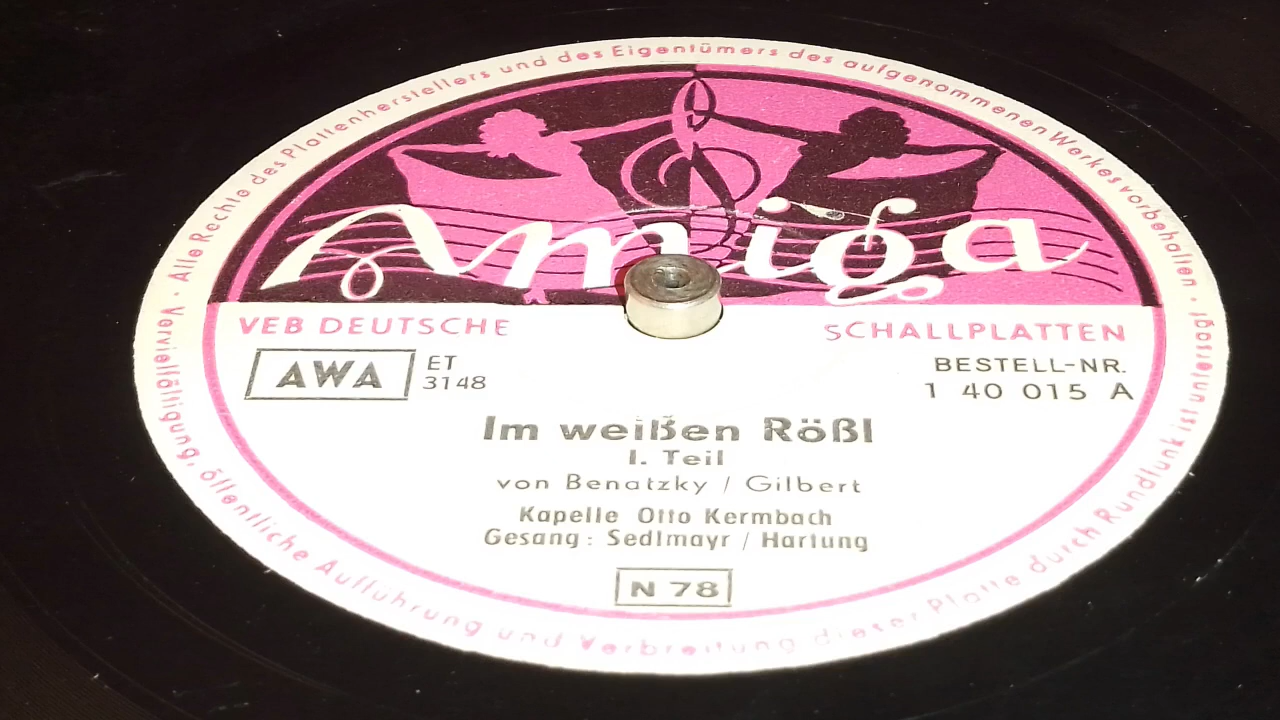 Alle Rechte des Plattenherstellers und des Eigentümers des aufgenommenen Werkes vorbehalten · Vervielfältigung, öffentliche Aufführung und Verbreitung dieser Platte durch Rundfunk ist untersagt ·
Amiga
VEB DEUTSCHE SCHALLPLATTEN
AWA
ET
3148
BESTELL-NR.
1 40 015 A
Im weißen Rößl
I. Teil
von Benatzky / Gilbert
Kapelle Otto Kermbach
Gesang: Sedlmayr / Hartung
N 78